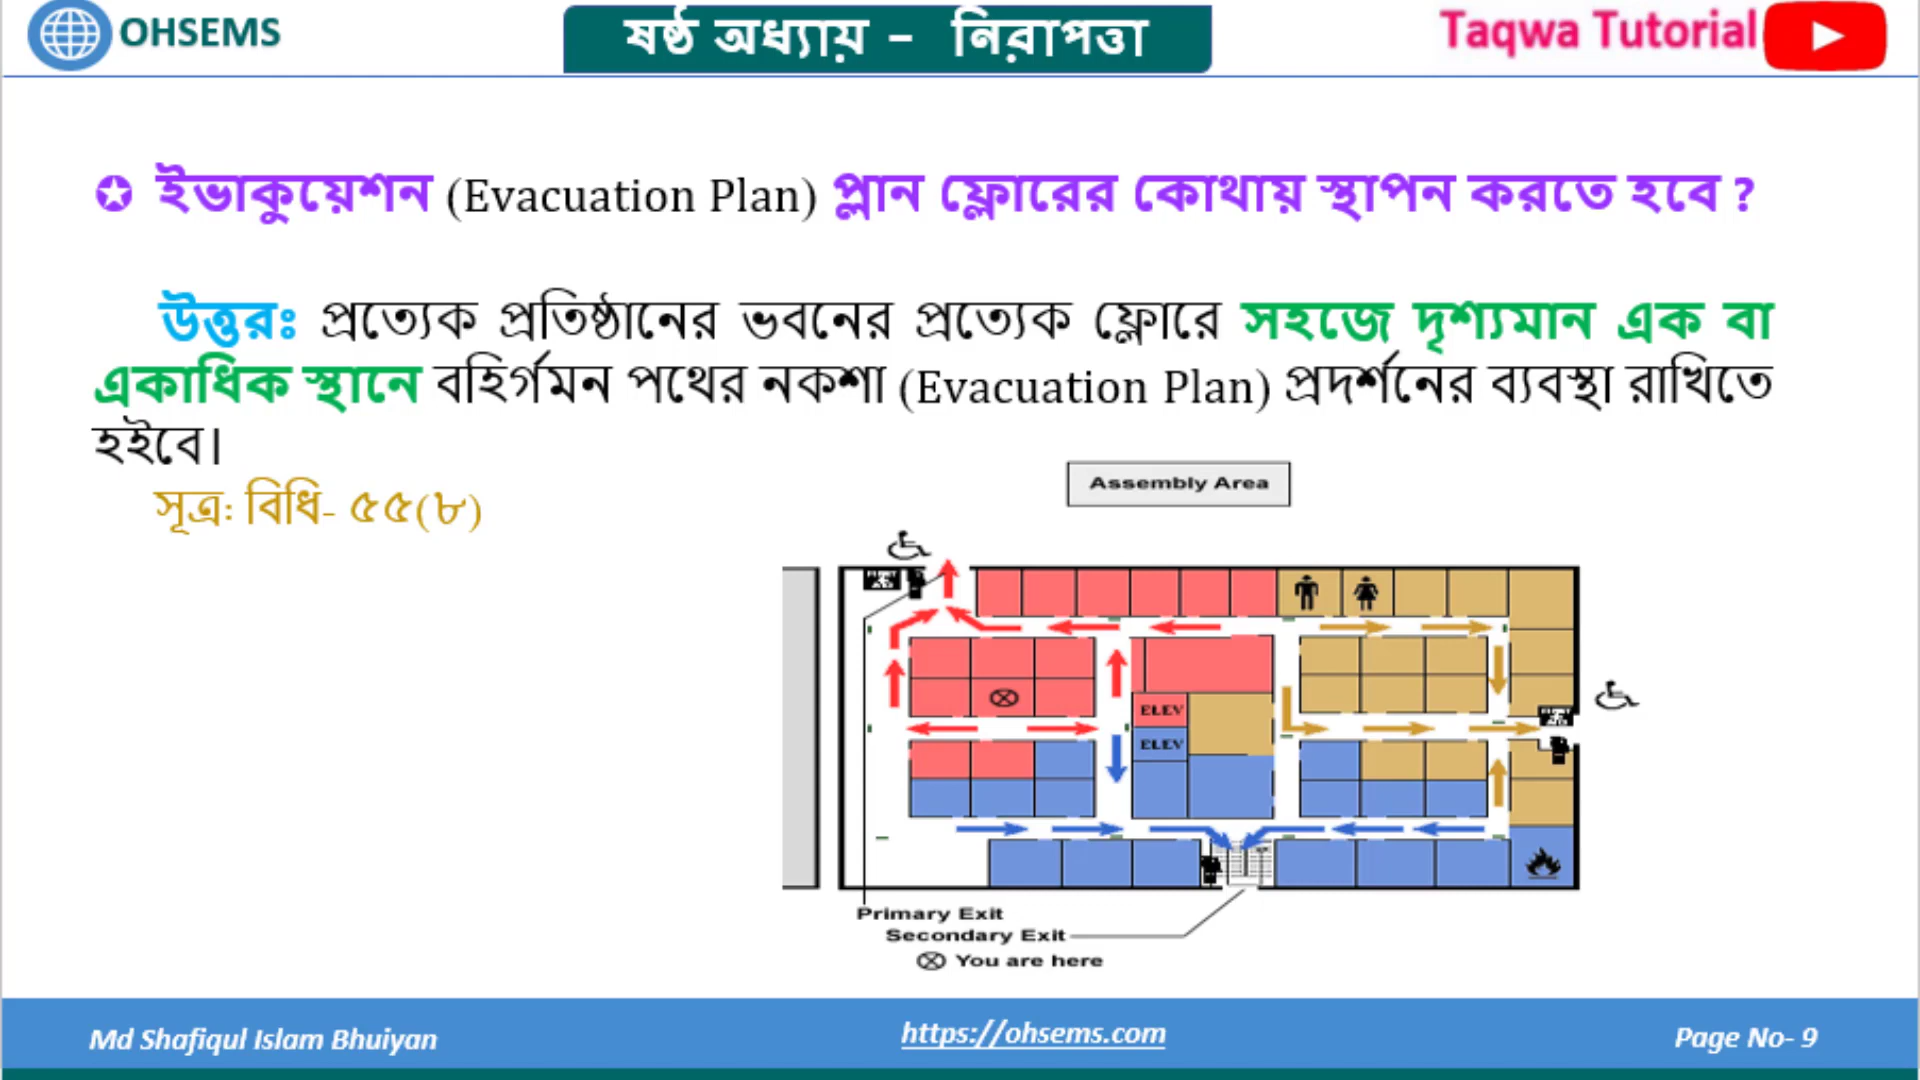 OHSEMS
ষষ্ঠ অধ্যায় – নিরাপত্তা
Taqwa Tutorial
✪ ইভাকুয়েশন (Evacuation Plan) প্লান ফ্লোরের কোথায় স্থাপন করতে হবে ?
উত্তরঃ প্রত্যেক প্রতিষ্ঠানের ভবনের প্রত্যেক ফ্লোরে সহজে দৃশ্যমান এক বা
একাধিক স্থানে বহির্গমন পথের নকশা (Evacuation Plan) প্রদর্শনের ব্যবস্থা রাখিতে
হইবে।
সূত্রঃ বিধি- ৫৫(৮)
Assembly Area
ELEV
ELEV
Primary Exit
Secondary Exit
You are here
Md Shafiqul Islam Bhuiyan
https://ohsems.com
Page No- 9